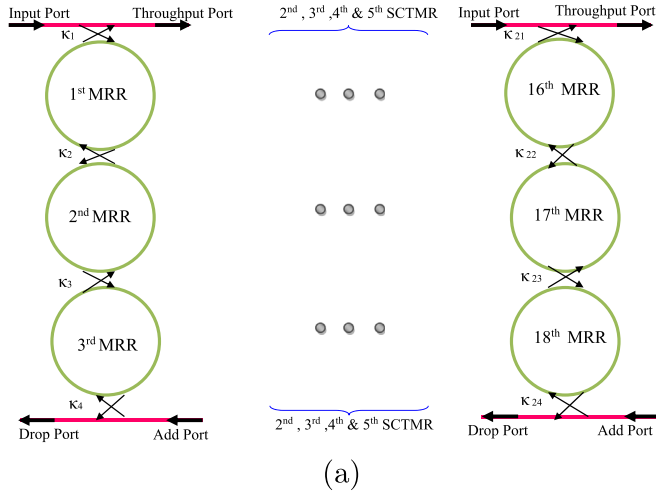 Input Port Throughput Port
κ1
1st MRR
κ2
2nd MRR
κ3
3rd MRR
κ4
Drop Port Add Port
2nd , 3rd ,4th & 5th SCTMR
2nd , 3rd ,4th & 5th SCTMR
Input Port Throughput Port
κ21
16th MRR
κ22
17th MRR
κ23
18th MRR
κ24
Drop Port Add Port
(a)